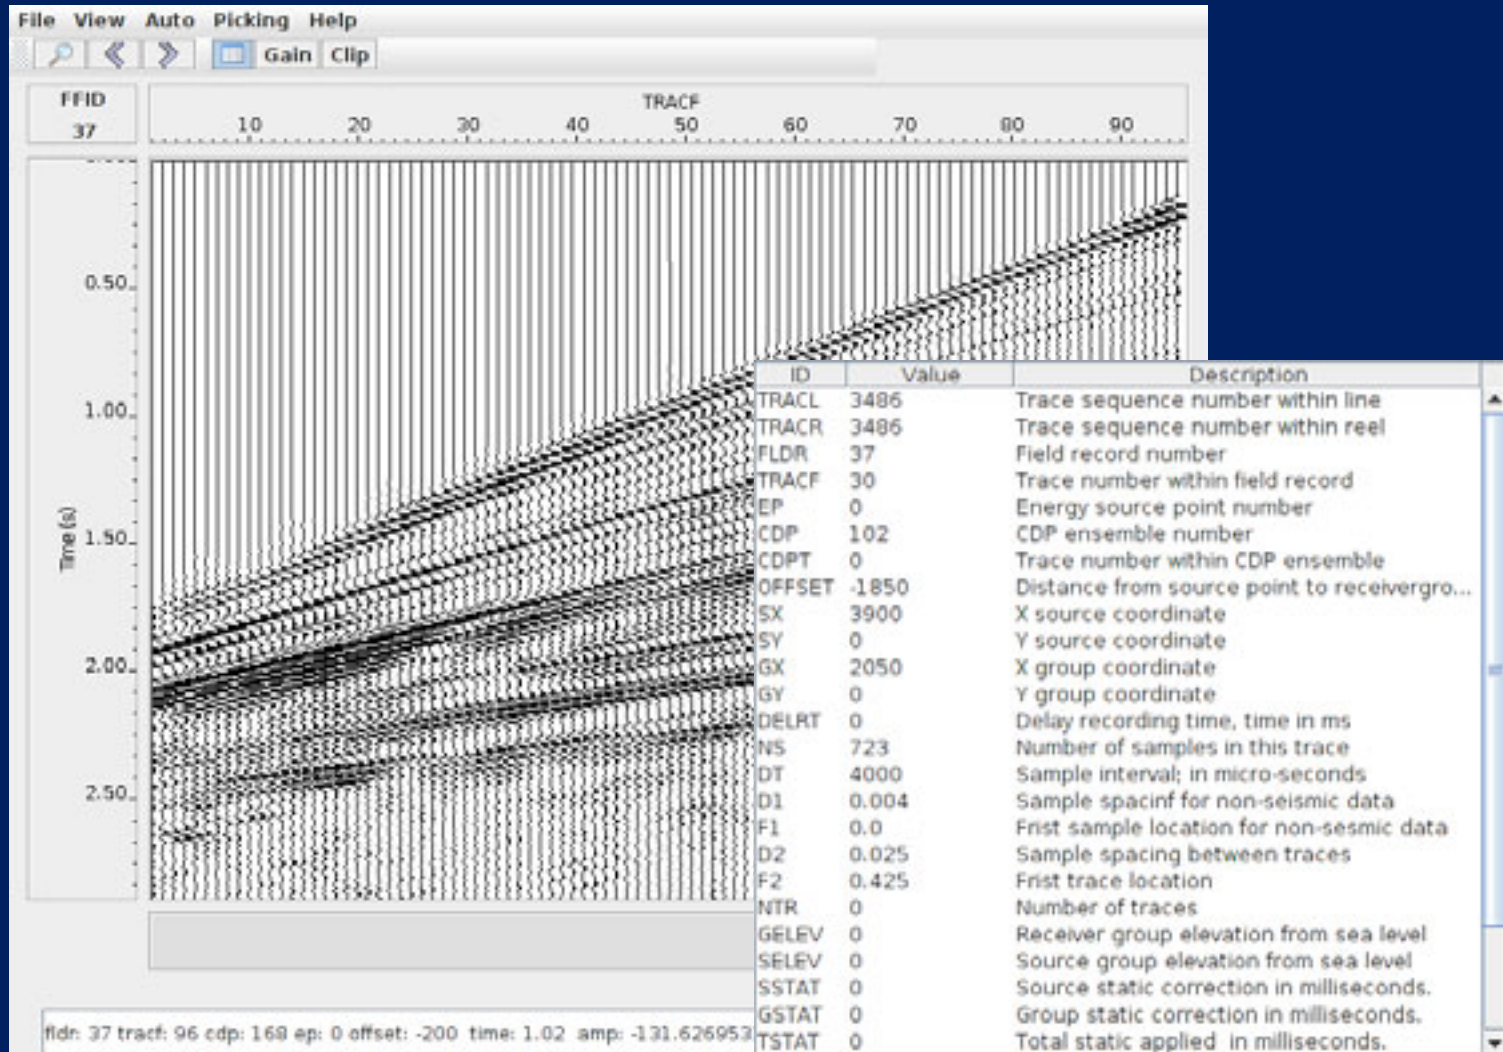 File View Auto Picking Help
Gain Clip
FFID
37
TRACF
10 20 30 40 50 60 70 80 90
0.50
1.00
1.50
2.00
2.50
Time (s)
ID Value Description
TRACL 3486 Trace sequence number within line
TRACR 3486 Trace sequence number within reel
FLDR 37 Field record number
TRACF 30 Trace number within field record
EP 0 Energy source point number
CDP 102 CDP ensemble number
CDPT 0 Trace number within CDP ensemble
OFFSET -1850 Distance from source point to receivergro...
SX 3900 X source coordinate
SY 0 Y source coordinate
GX 2050 X group coordinate
GY 0 Y group coordinate
DELRT 0 Delay recording time, time in ms
NS 723 Number of samples in this trace
DT 4000 Sample interval; in micro-seconds
D1 0.004 Sample spacinf for non-seismic data
F1 0.0 Frist sample location for non-sesmic data
D2 0.025 Sample spacing between traces
F2 0.425 Frist trace location
NTR 0 Number of traces
GELEV 0 Receiver group elevation from sea level
SELEV 0 Source group elevation from sea level
SSTAT 0 Source static correction in milliseconds.
GSTAT 0 Group static correction in milliseconds.
TSTAT 0 Total static applied in milliseconds.
fldr: 37 tracf: 96 cdp: 168 ep: 0 offset: -200 time: 1.02 amp: -131.626953